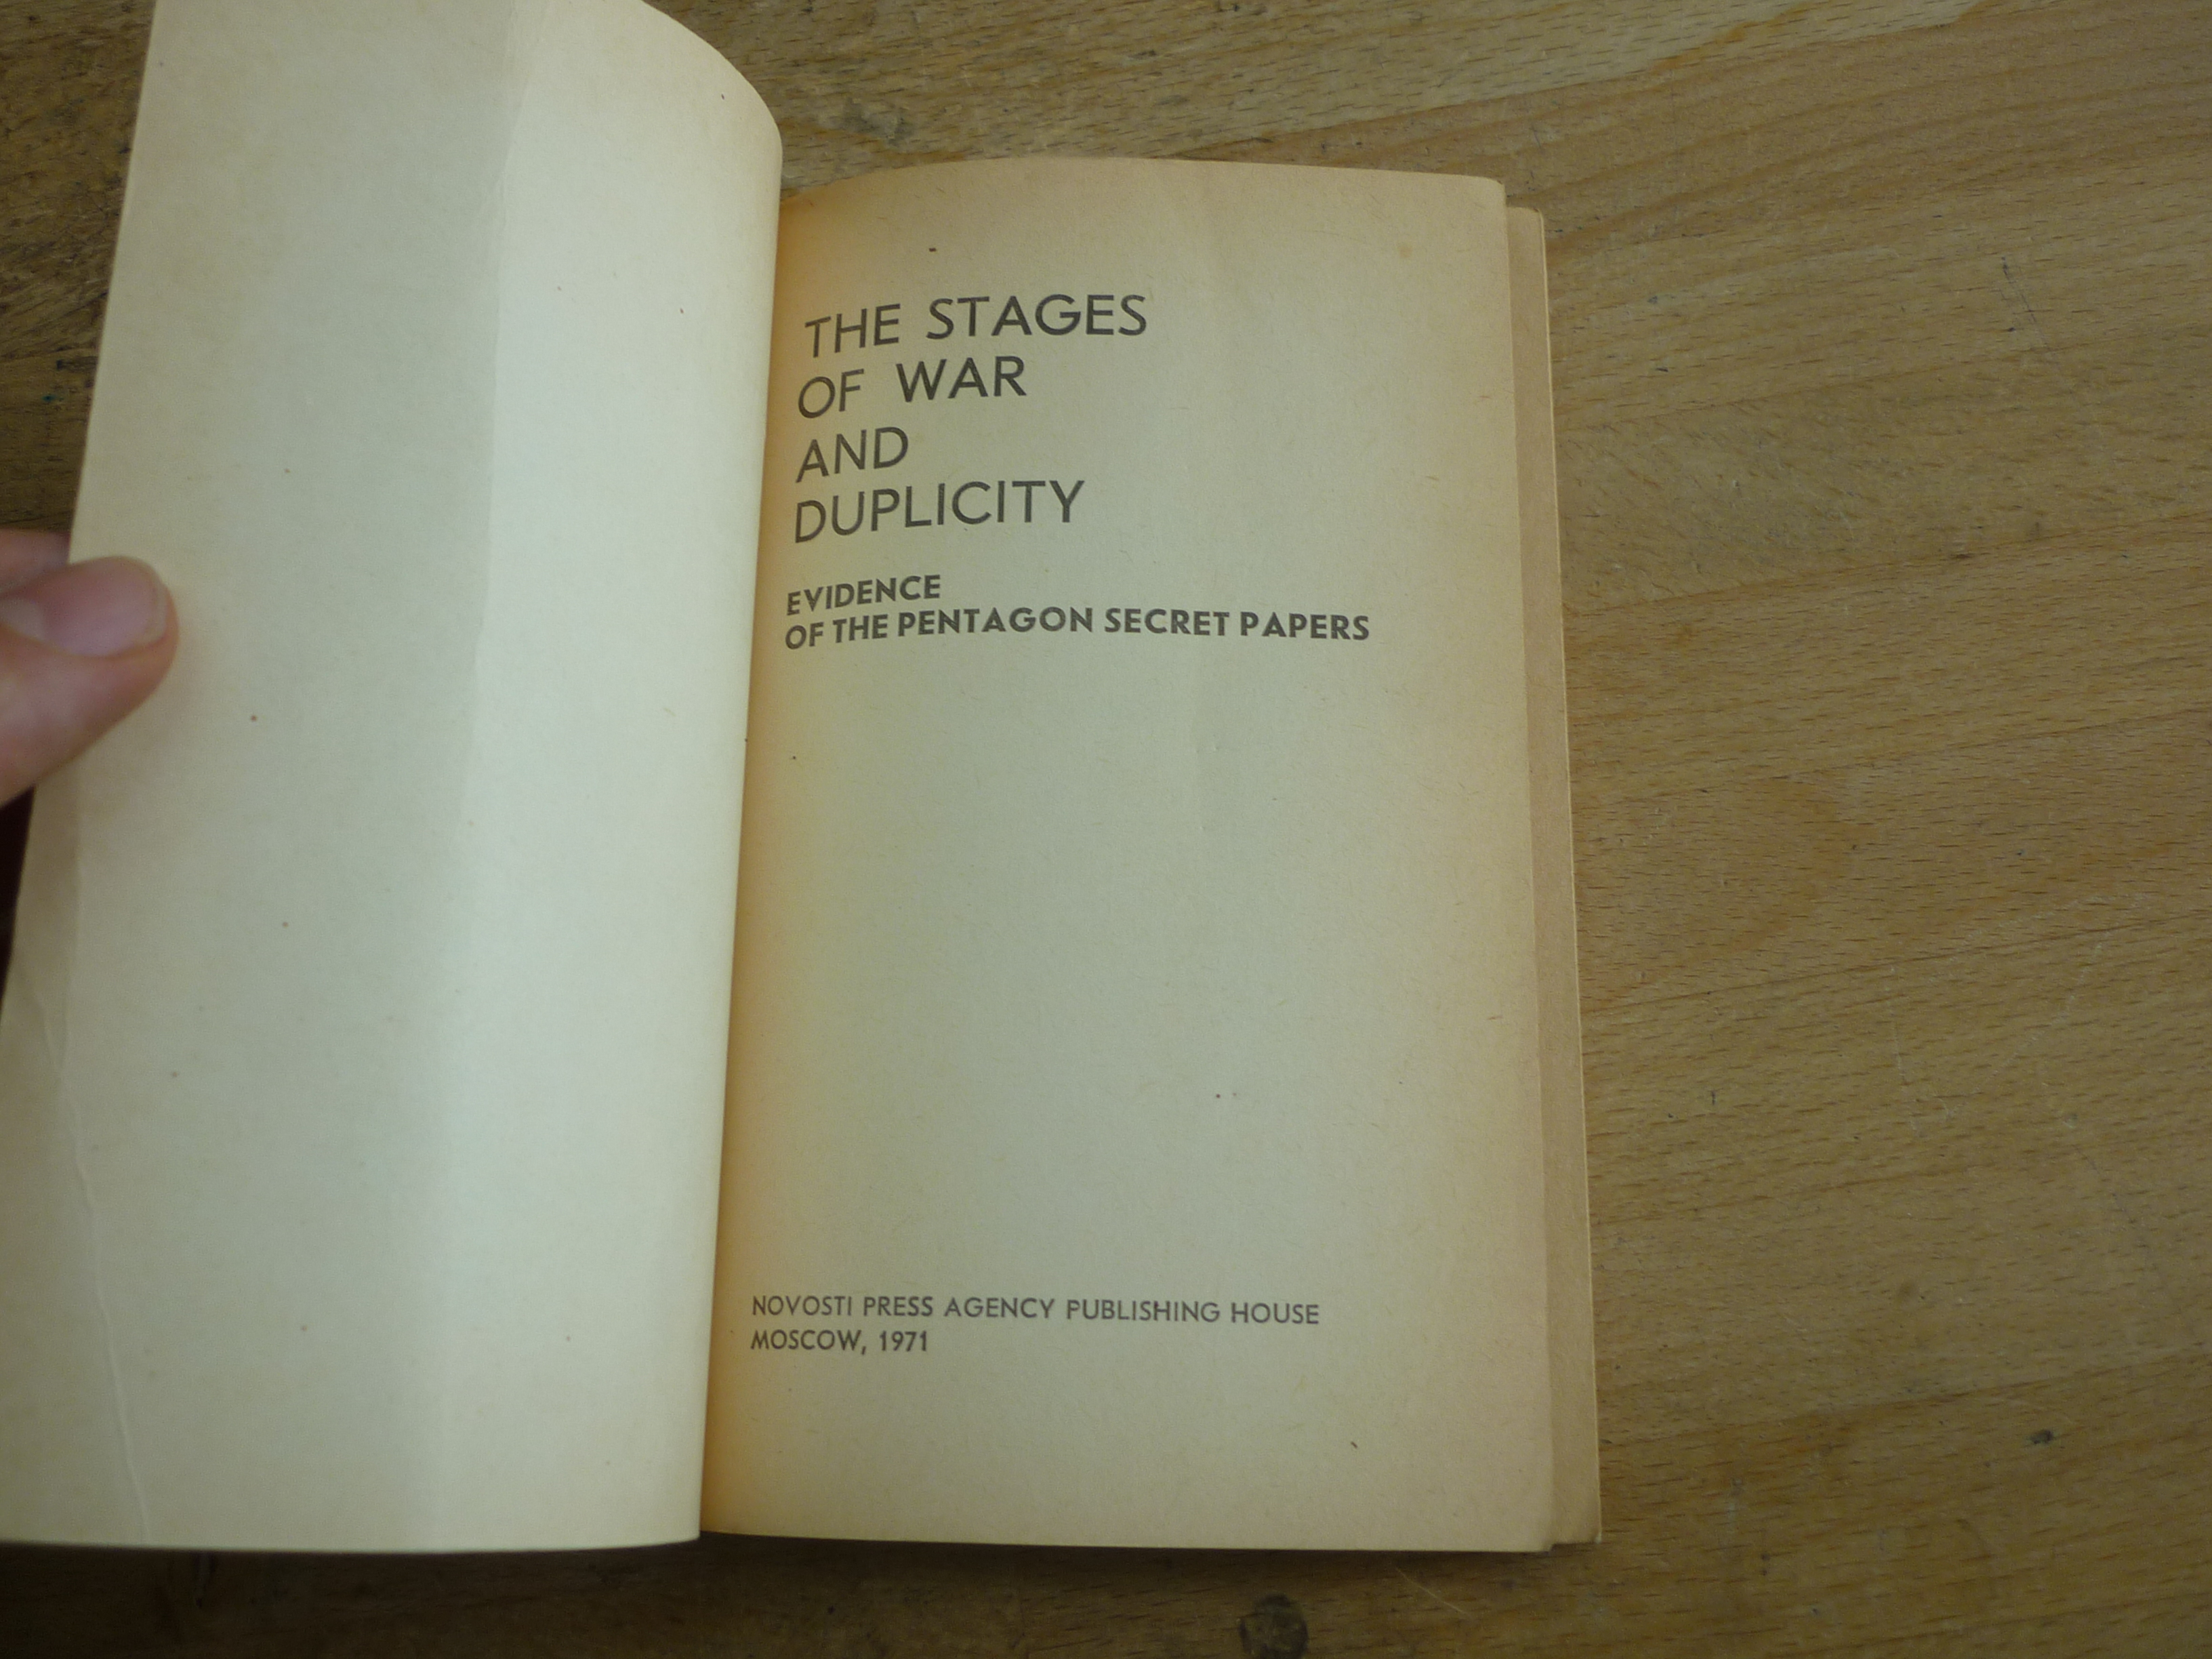 THE STAGES
OF WAR
AND
DUPLICITY
EVIDENCE
OF THE PENTAGON SECRET PAPERS
NOVOSTI PRESS AGENCY PUBLISHING HOUSE
MOSCOW, 1971